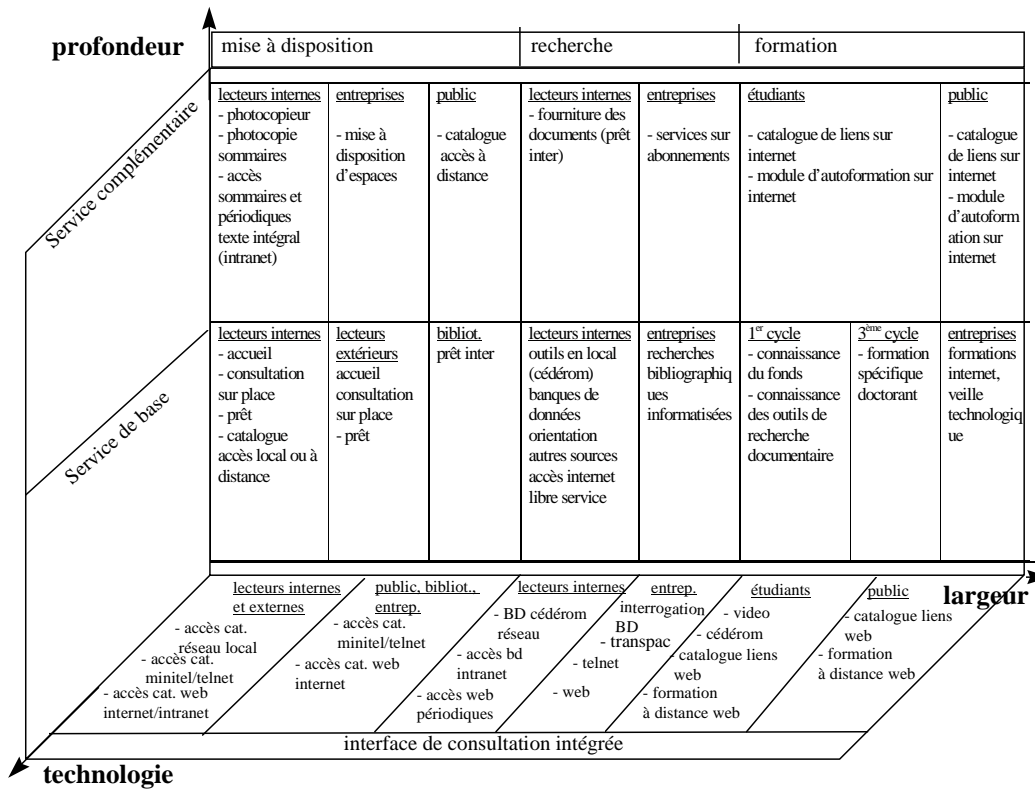 profondeur
mise à disposition
recherche
formation
Service complémentaire
lecteurs internes
- photocopieur
- photocopie
sommaires
- accès
sommaires et
périodiques
texte intégral
(intranet)
entreprises
- mise à
disposition
d'espaces
public
- catalogue
accès à
distance
lecteurs internes
- fourniture des
documents (prêt
inter)
entreprises
- services sur
abonnements
étudiants
- catalogue de liens sur
internet
- module d'autoformation sur
internet
public
- catalogue
de liens sur
internet
- module
d'autoform
ation sur
internet
Service de base
lecteurs internes
- accueil
- consultation
sur place
- prêt
- catalogue
accès local ou à
distance
lecteurs
extérieurs
accueil
consultation
sur place
- prêt
bibliot.
prêt inter
lecteurs internes
outils en local
(cédérom)
banques de
données
orientation
autres sources
accès internet
libre service
entreprises
recherches
bibliographiq
ues
informatisées
1er cycle
- connaissance
du fonds
- connaissance
des outils de
recherche
documentaire
3ème cycle
- formation
spécifique
doctorant
entreprises
formations
internet,
veille
technologiq
ue
largeur
lecteurs internes
et externes
- accès cat.
réseau local
- accès cat.
minitel/telnet
- accès cat. web
internet/intranet
public, bibliot.,
entrep.
- accès cat.
minitel/telnet
- accès cat. web
internet
lecteurs internes
- BD cédérom
réseau
- accès bd
intranet
- accès web
périodiques
entrep.
interrogation
BD
- transpac
- telnet
- web
étudiants
- video
- cédérom
- catalogue liens
web
- formation
à distance web
public
- catalogue liens
web
- formation
à distance web
interface de consultation intégrée
technologie